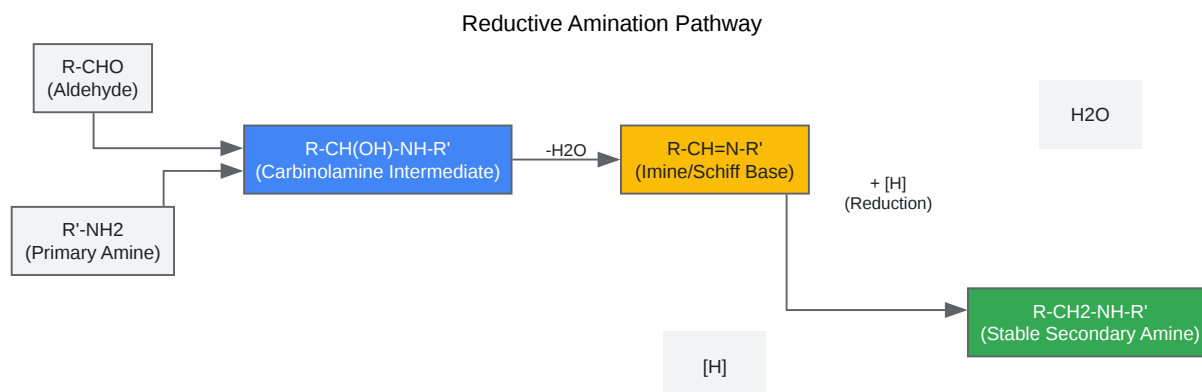 Reductive Amination Pathway
R-CHO
(Aldehyde)
H2O
R-CH(OH)-NH-R'
(Carbinolamine Intermediate)
-H2O
R-CH=N-R'
(Imine/Schiff Base)
+ [H]
(Reduction)
R'-NH2
(Primary Amine)
R-CH2-NH-R'
(Stable Secondary Amine)
[H]